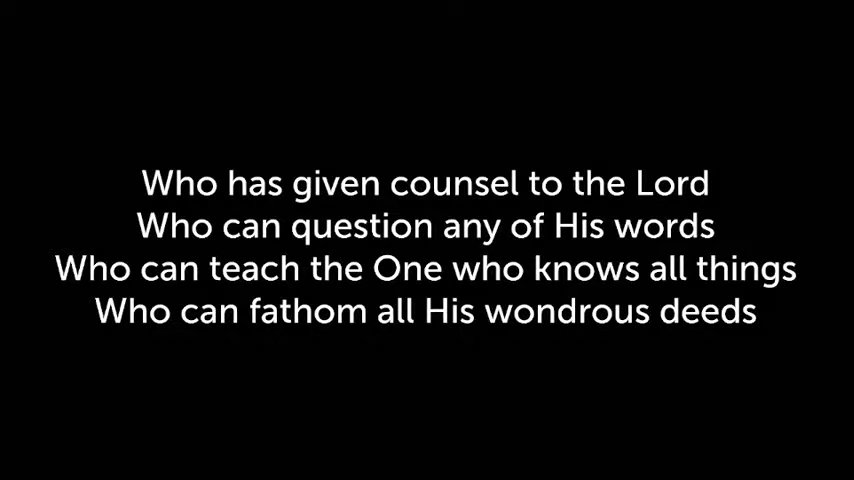 Who has given counsel to the Lord
Who can question any of His words
Who can teach the One who knows all things
Who can fathom all His wondrous deeds